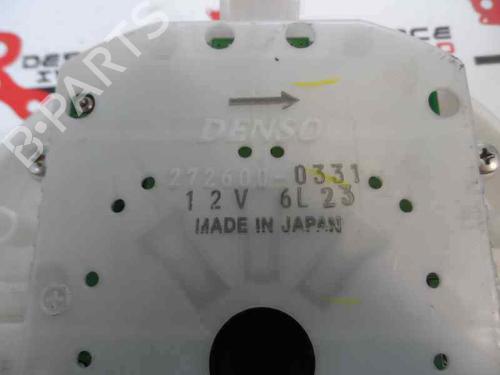 DENSO
272600-0331
12V 6L23
MADE IN JAPAN
B-PARTS